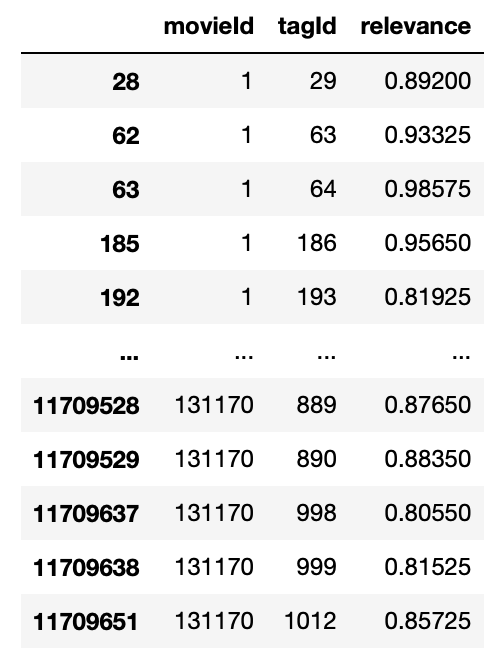 movieId tagId relevance
28 1 29 0.89200
62 1 63 0.93325
63 1 64 0.98575
185 1 186 0.95650
192 1 193 0.81925
... ... ... ...
11709528 131170 889 0.87650
11709529 131170 890 0.88350
11709637 131170 998 0.80550
11709638 131170 999 0.81525
11709651 131170 1012 0.85725